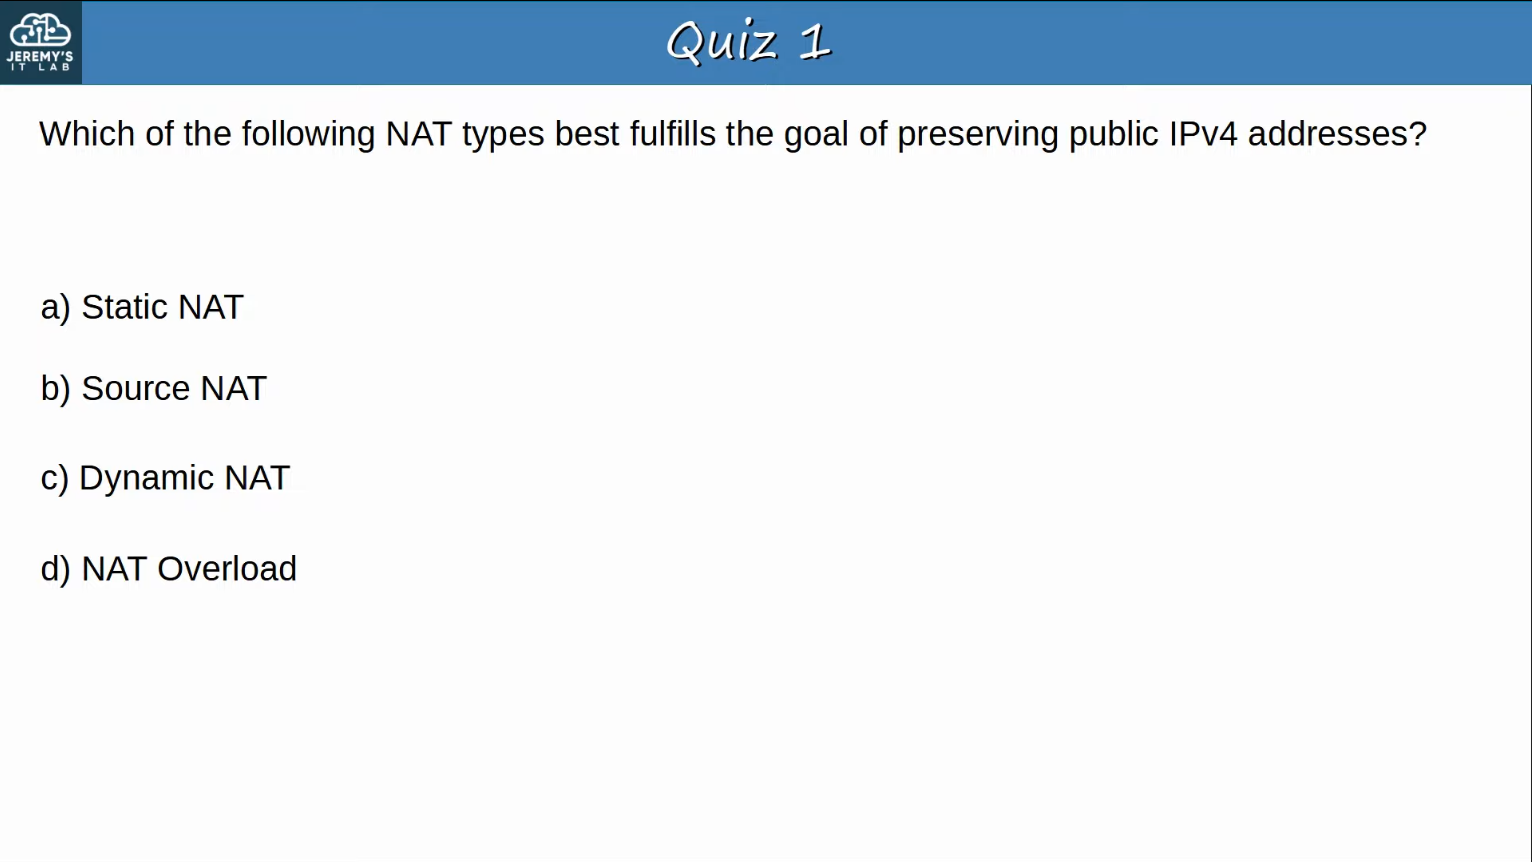 JEREMY'S
IT LAB
Quiz 1
Which of the following NAT types best fulfills the goal of preserving public IPv4 addresses?
a) Static NAT
b) Source NAT
c) Dynamic NAT
d) NAT Overload